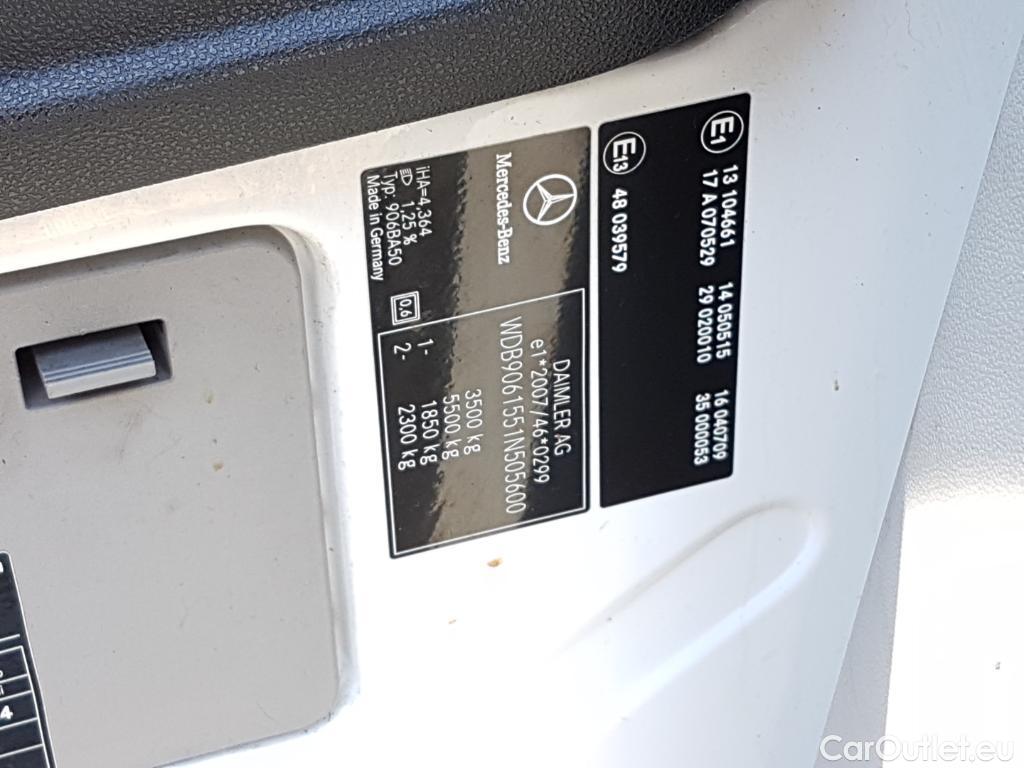 E1 13 104661 14 050515 16 040709
17 A 070529 29 020010 35 000053
E13 48 039579
Mercedes-Benz
DAIMLER AG
e1*2007/46*0299
WDB9061551N505600
3500 kg
5500 kg
1- 1850 kg
2- 2300 kg
iHA=4,364
1.25 %
Typ: 906BA50
Made in Germany
0,6
4
CarOutlet.eu